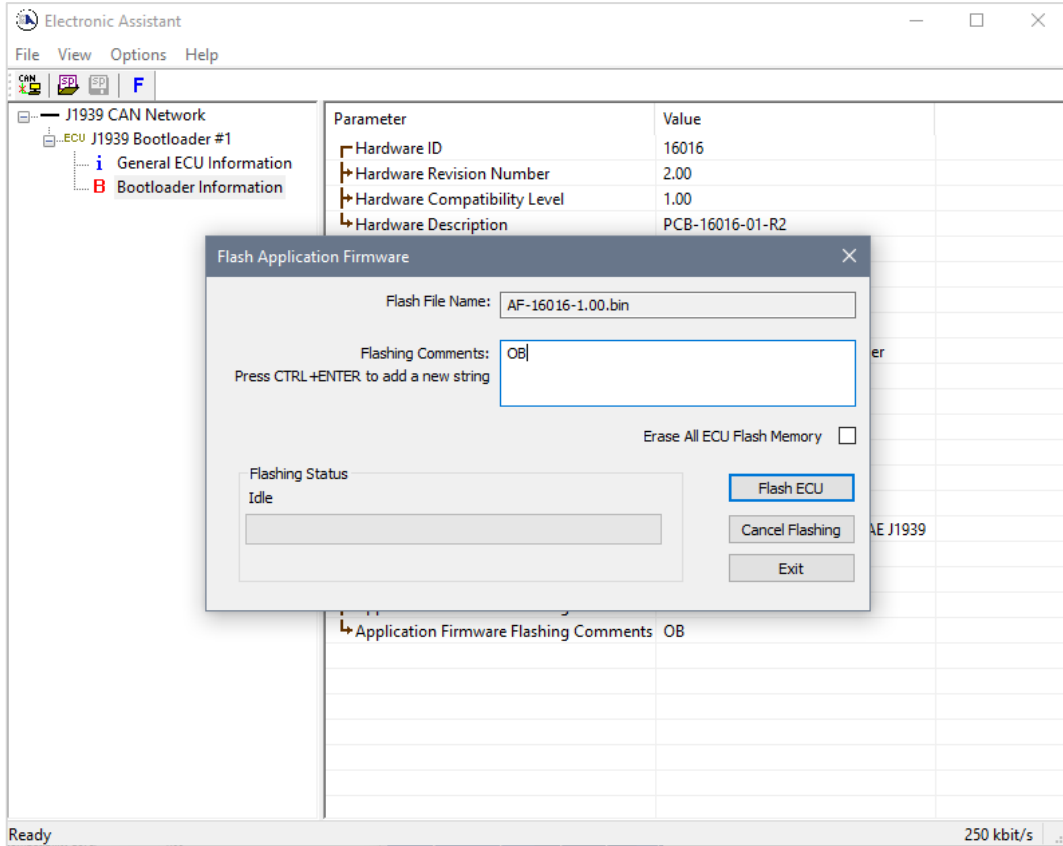 Electronic Assistant
File View Options Help
CAN SP SP F
J1939 CAN Network
ECU J1939 Bootloader #1
i General ECU Information
B Bootloader Information
Parameter Value
Hardware ID 16016
Hardware Revision Number 2.00
Hardware Compatibility Level 1.00
Hardware Description PCB-16016-01-R2
er
AE J1939
Application Firmware Flashing Comments OB
Flash Application Firmware
Flash File Name: AF-16016-1.00.bin
Flashing Comments: OB
Press CTRL+ENTER to add a new string
Erase All ECU Flash Memory
Flashing Status
Idle
Flash ECU
Cancel Flashing
Exit
Ready 250 kbit/s